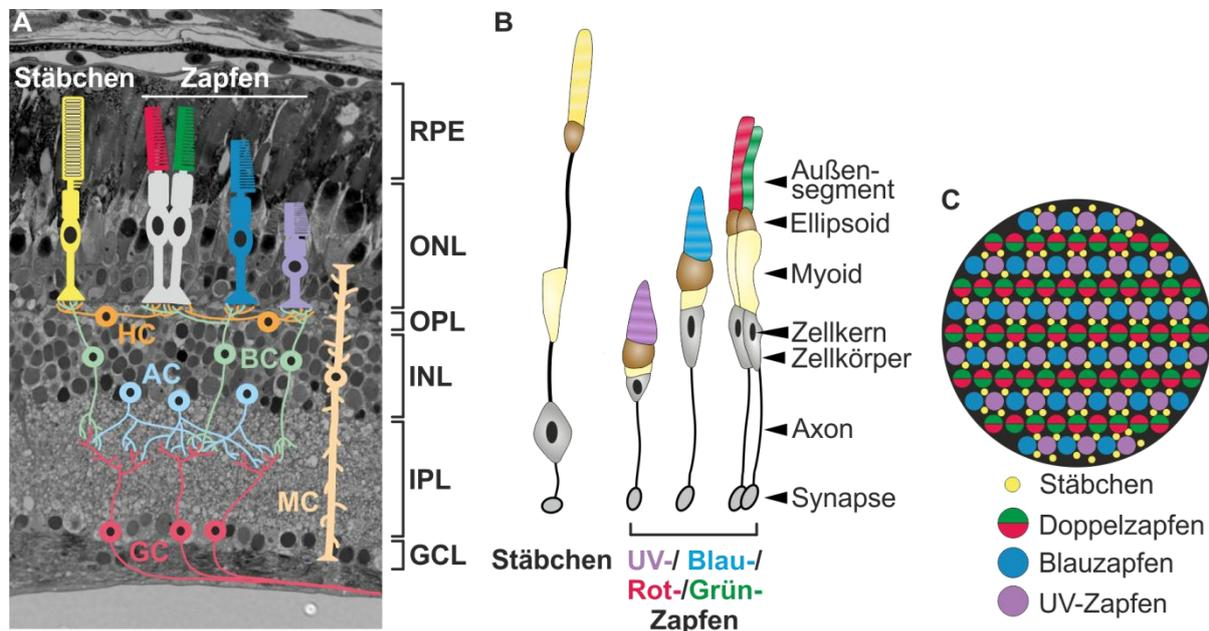 A
Stäbchen Zapfen
HC
BC
AC
MC
GC
RPE
ONL
OPL
INL
IPL
GCL
B
Außen-
segment
Ellipsoid
Myoid
Zellkern
Zellkörper
Axon
Synapse
Stäbchen UV-/ Blau-/
Rot-/Grün-
Zapfen
C
Stäbchen
Doppelzapfen
Blauzapfen
UV-Zapfen